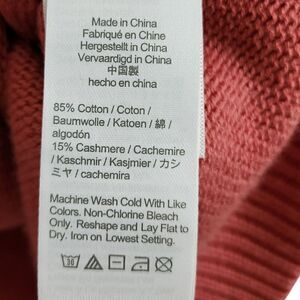 Made in China
Fabriqué en Chine
Hergestellt in China
Vervaardigd in China
中国製
hecho en china
85% Cotton / Coton /
Baumwolle / Katoen / 綿 /
algodón
15% Cashmere / Cachemire
/ Kaschmir / Kasjmier / カシ
ミヤ / cachemira
Machine Wash Cold With Like
Colors. Non-Chlorine Bleach
Only. Reshape and Lay Flat to
Dry. Iron on Lowest Setting.
30